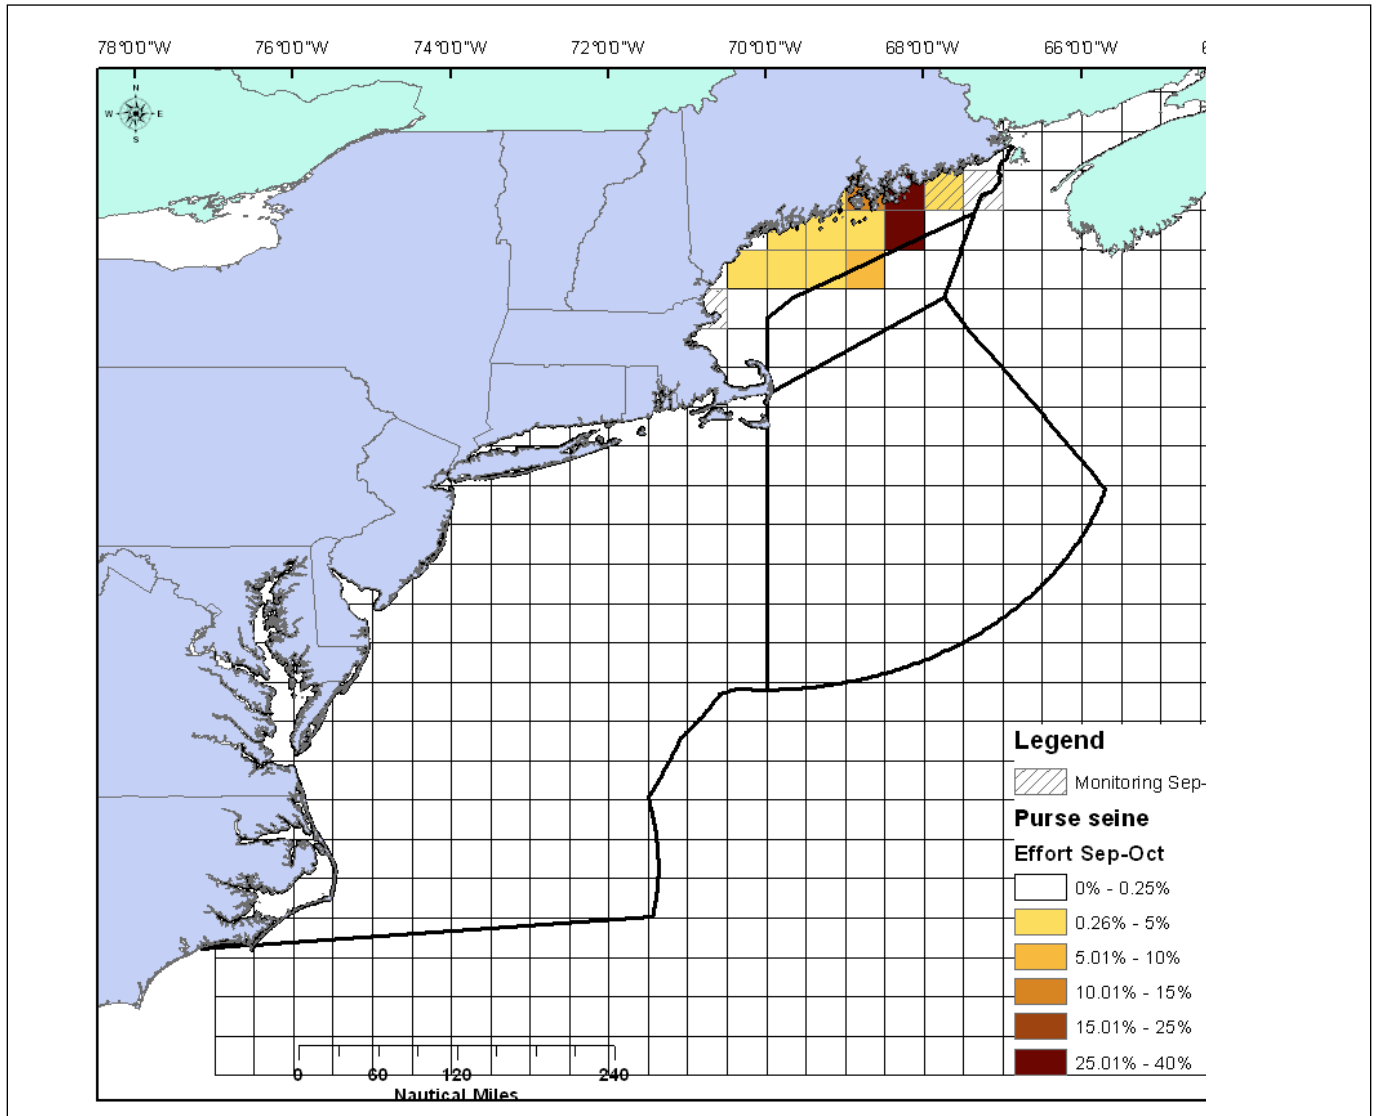 78°0'0"W 76°0'0"W 74°0'0"W 72°0'0"W 70°0'0"W 68°0'0"W 66°0'0"W 6
N
W E
S
Legend
Monitoring Sep-
Purse seine
Effort Sep-Oct
0% - 0.25%
0.26% - 5%
5.01% - 10%
10.01% - 15%
15.01% - 25%
25.01% - 40%
0 60 120 240
Nautical Miles